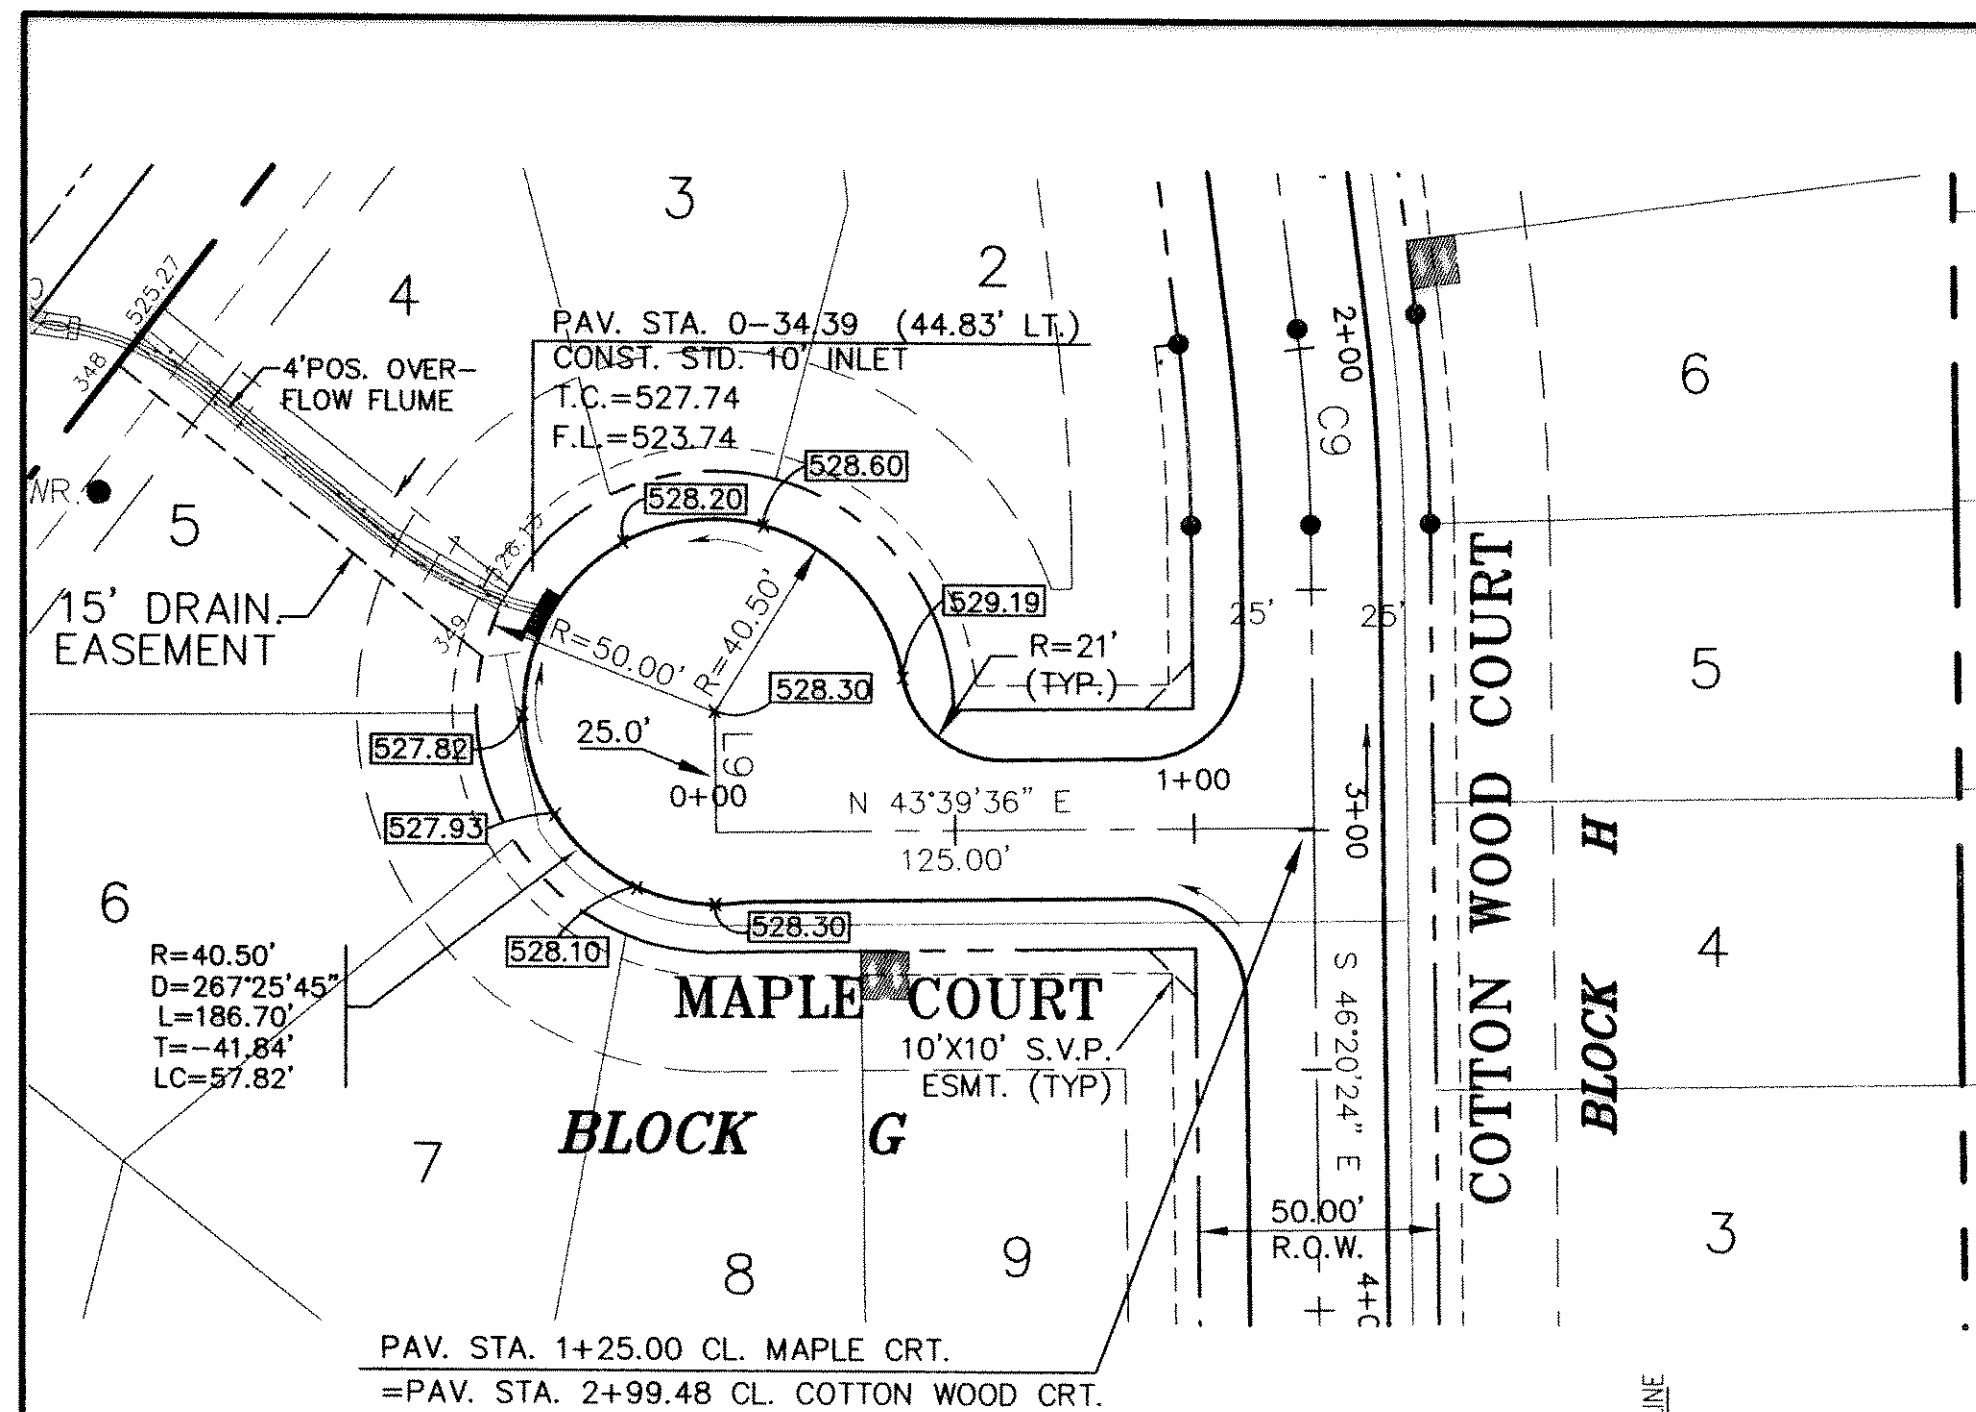 3
2
4
525.27
348
4'POS. OVER-
FLOW FLUME
PAV. STA. 0-34.39 (44.83' LT.)
CONST. STD. 10' INLET
T.C.=527.74
F.L.=523.74
2+00
C9
6
528.60
528.20
WR.
5
15' DRAIN.
EASEMENT
349
R=50.00'
R=40.50'
529.19
R=21'
(TYP.)
25'
25'
COTTON WOOD COURT
5
528.30
527.82
25.0'
L9
0+00
N 43°39'36" E
125.00'
1+00
3+00
BLOCK H
527.93
6
528.10
528.30
R=40.50'
D=267°25'45"
L=186.70'
T=-41.84'
LC=57.82'
MAPLE COURT
10'X10' S.V.P.
ESMT. (TYP)
S 46°20'24" E
4
BLOCK G
7
8
9
50.00'
R.O.W.
3
PAV. STA. 1+25.00 CL. MAPLE CRT.
=PAV. STA. 2+99.48 CL. COTTON WOOD CRT.